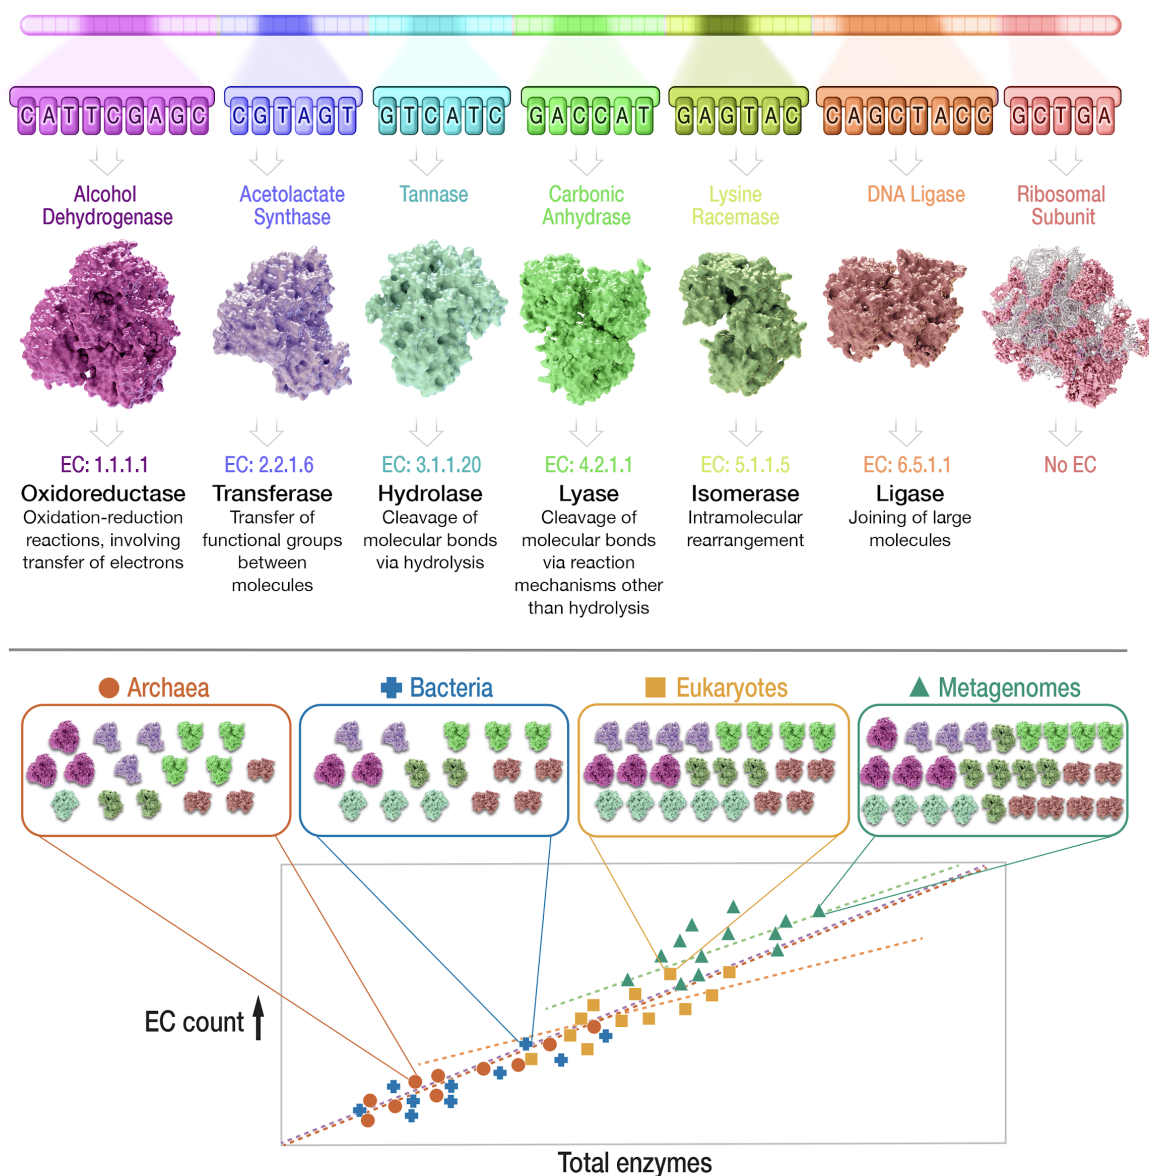 CATTCGAGC CGTAGT GTCATC GACCAT GAGTAC CAGCTACC GCTGA
Alcohol
Dehydrogenase
Acetolactate
Synthase
Tannase
Carbonic
Anhydrase
Lysine
Racemase
DNA Ligase
Ribosomal
Subunit
EC: 1.1.1.1
Oxidoreductase
Oxidation-reduction
reactions, involving
transfer of electrons
EC: 2.2.1.6
Transferase
Transfer of
functional groups
between
molecules
EC: 3.1.1.20
Hydrolase
Cleavage of
molecular bonds
via hydrolysis
EC: 4.2.1.1
Lyase
Cleavage of
molecular bonds
via reaction
mechanisms other
than hydrolysis
EC: 5.1.1.5
Isomerase
Intramolecular
rearrangement
EC: 6.5.1.1
Ligase
Joining of large
molecules
No EC
Archaea
Bacteria
Eukaryotes
Metagenomes
EC count
Total enzymes